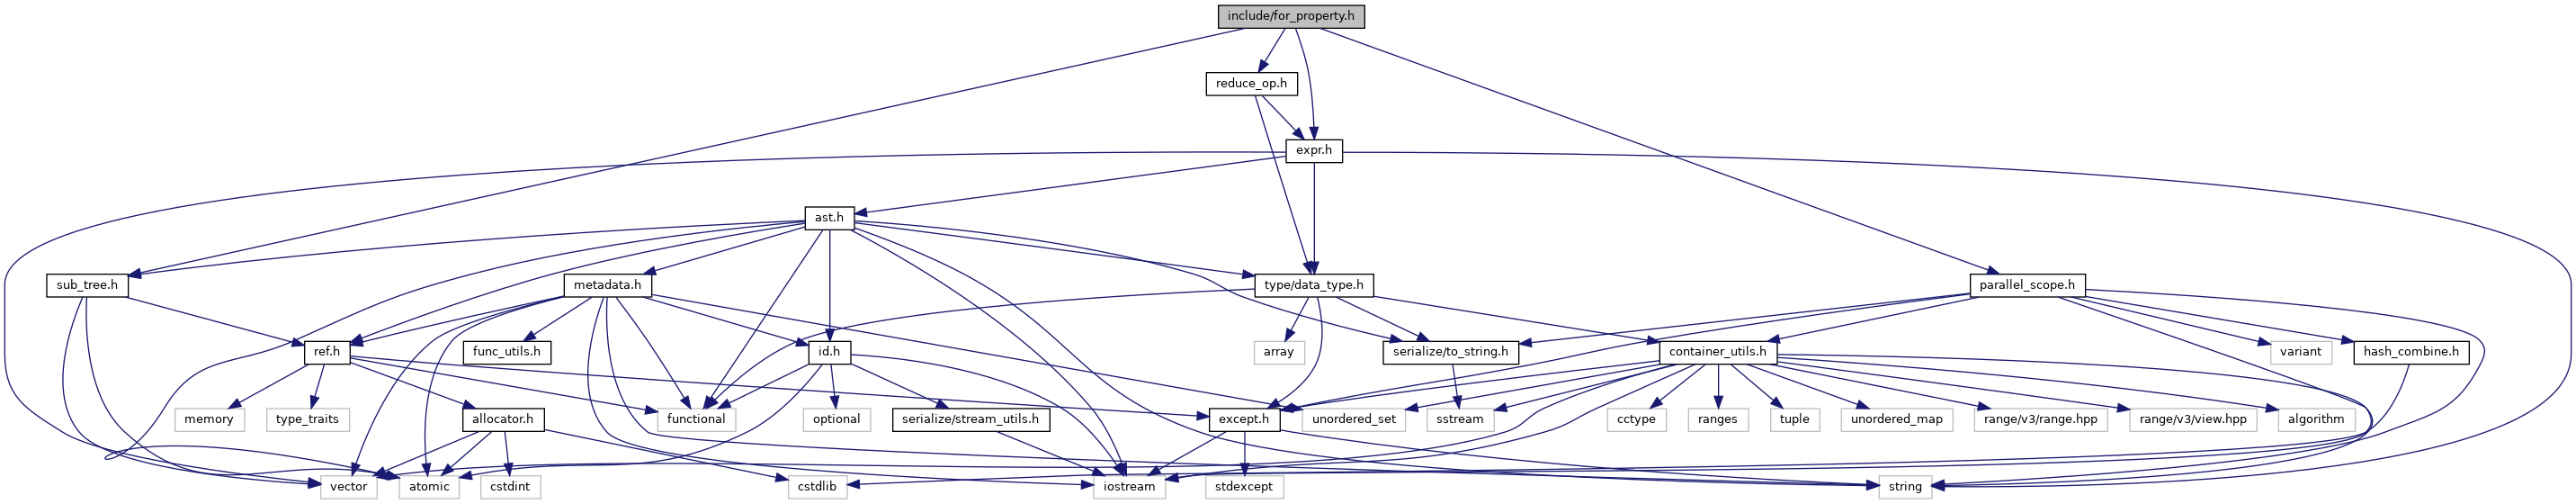 include/for_property.h
reduce_op.h
expr.h
ast.h
sub_tree.h
metadata.h
type/data_type.h
parallel_scope.h
ref.h
func_utils.h
id.h
array
serialize/to_string.h
container_utils.h
variant
hash_combine.h
memory
type_traits
allocator.h
functional
optional
serialize/stream_utils.h
except.h
unordered_set
sstream
cctype
ranges
tuple
unordered_map
range/v3/range.hpp
range/v3/view.hpp
algorithm
vector
atomic
cstdint
cstdlib
iostream
stdexcept
string